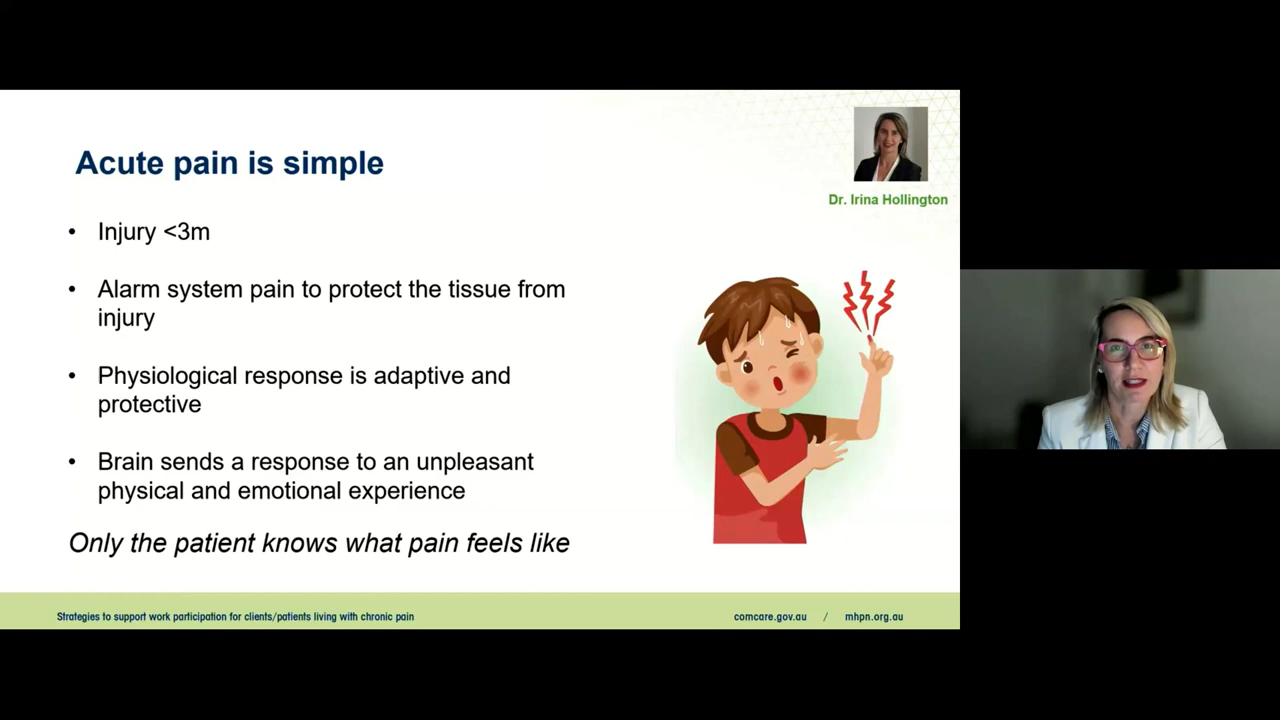 Acute pain is simple
Dr. Irina Hollington
• Injury <3m
• Alarm system pain to protect the tissue from
injury
• Physiological response is adaptive and
protective
• Brain sends a response to an unpleasant
physical and emotional experience
Only the patient knows what pain feels like
Strategies to support work participation for clients/patients living with chronic pain
comcare.gov.au / mhpn.org.au